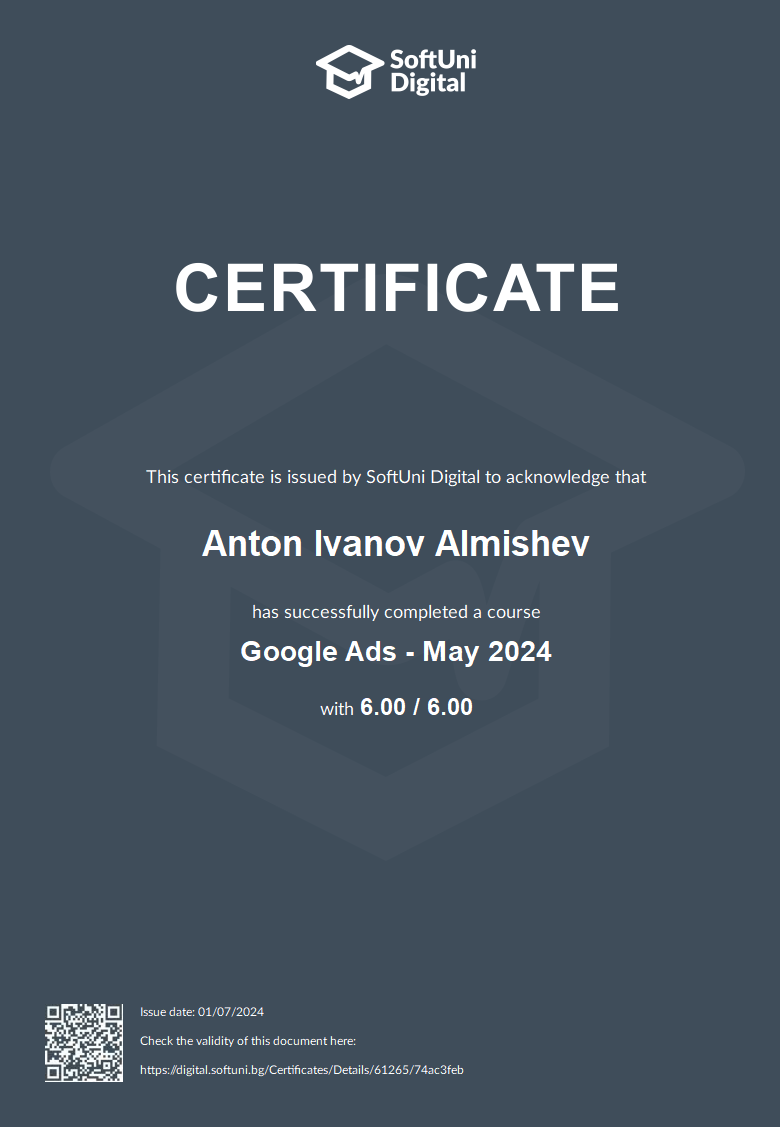 SoftUni
Digital
CERTIFICATE
This certificate is issued by SoftUni Digital to acknowledge that
Anton Ivanov Almishev
has successfully completed a course
Google Ads - May 2024
with 6.00 / 6.00
Issue date: 01/07/2024
Check the validity of this document here:
https://digital.softuni.bg/Certificates/Details/61265/74ac3feb